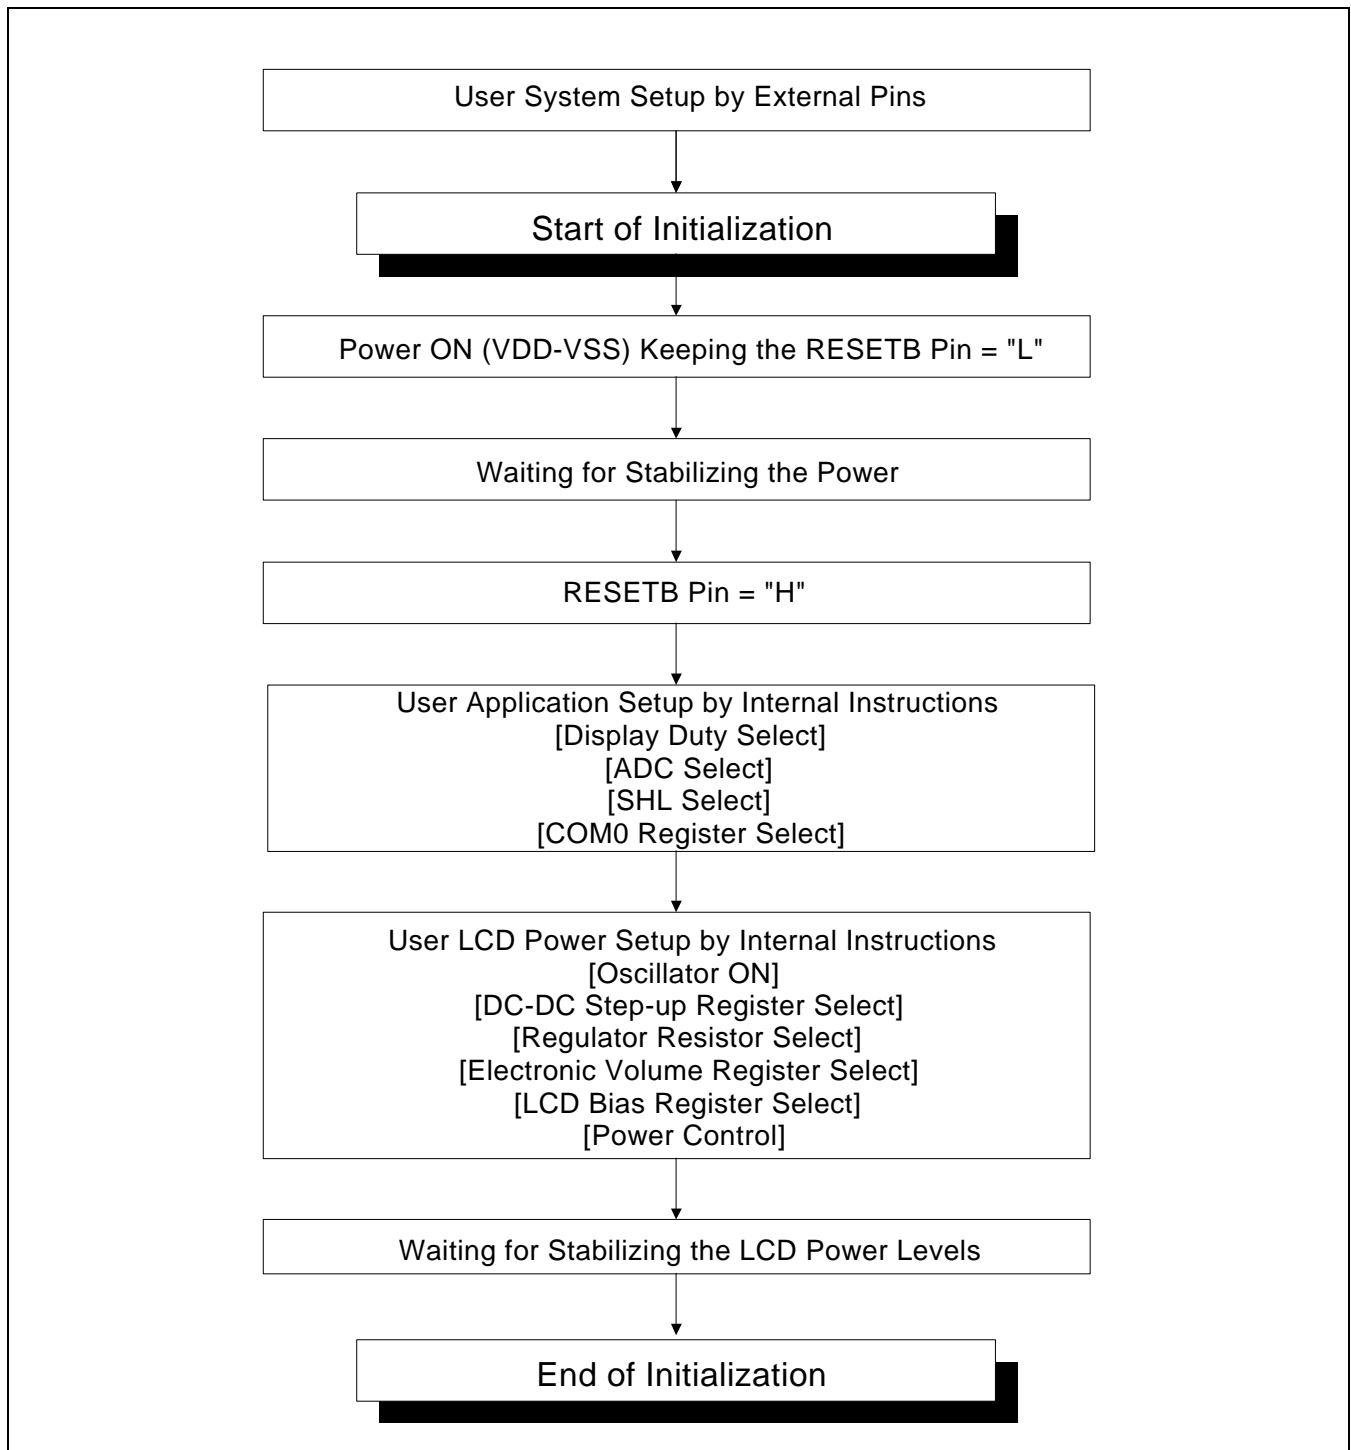 User System Setup by External Pins
Start of Initialization
Power ON (VDD-VSS) Keeping the RESETB Pin = "L"
Waiting for Stabilizing the Power
RESETB Pin = "H"
User Application Setup by Internal Instructions
[Display Duty Select]
[ADC Select]
[SHL Select]
[COM0 Register Select]
User LCD Power Setup by Internal Instructions
[Oscillator ON]
[DC-DC Step-up Register Select]
[Regulator Resistor Select]
[Electronic Volume Register Select]
[LCD Bias Register Select]
[Power Control]
Waiting for Stabilizing the LCD Power Levels
End of Initialization